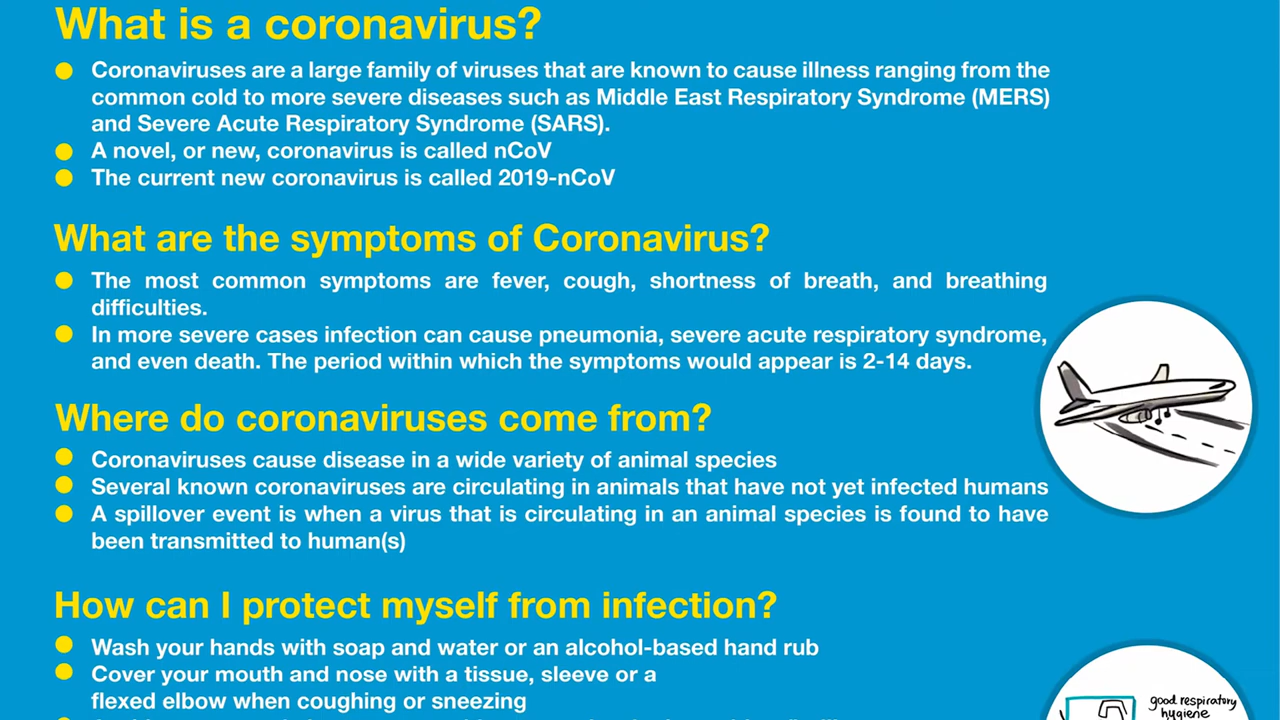 What is a coronavirus?
Coronaviruses are a large family of viruses that are known to cause illness ranging from the
common cold to more severe diseases such as Middle East Respiratory Syndrome (MERS)
and Severe Acute Respiratory Syndrome (SARS).
A novel, or new, coronavirus is called nCoV
The current new coronavirus is called 2019-nCoV
What are the symptoms of Coronavirus?
The most common symptoms are fever, cough, shortness of breath, and breathing
difficulties.
In more severe cases infection can cause pneumonia, severe acute respiratory syndrome,
and even death. The period within which the symptoms would appear is 2-14 days.
Where do coronaviruses come from?
Coronaviruses cause disease in a wide variety of animal species
Several known coronaviruses are circulating in animals that have not yet infected humans
A spillover event is when a virus that is circulating in an animal species is found to have
been transmitted to human(s)
How can I protect myself from infection?
Wash your hands with soap and water or an alcohol-based hand rub
Cover your mouth and nose with a tissue, sleeve or a
flexed elbow when coughing or sneezing
good respiratory
hygiene